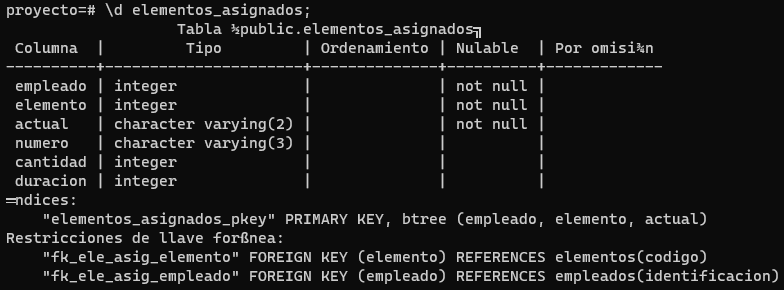 proyecto=# \d elementos_asignados;
                   Tabla ¾public.elementos_asignados╗
 Columna  |         Tipo         | Ordenamiento | Nulable  | Por omisi¾n
----------+----------------------+--------------+----------+-------------
 empleado | integer              |              | not null |
 elemento | integer              |              | not null |
 actual   | character varying(2) |              | not null |
 numero   | character varying(3) |              |          |
 cantidad | integer              |              |          |
 duracion | integer              |              |          |
═ndices:
    "elementos_asignados_pkey" PRIMARY KEY, btree (empleado, elemento, actual)
Restricciones de llave forßnea:
    "fk_ele_asig_elemento" FOREIGN KEY (elemento) REFERENCES elementos(codigo)
    "fk_ele_asig_empleado" FOREIGN KEY (empleado) REFERENCES empleados(identificacion)